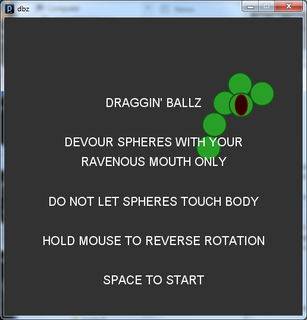 dbz
DRAGGIN' BALLZ
DEVOUR SPHERES WITH YOUR
RAVENOUS MOUTH ONLY
DO NOT LET SPHERES TOUCH BODY
HOLD MOUSE TO REVERSE ROTATION
SPACE TO START